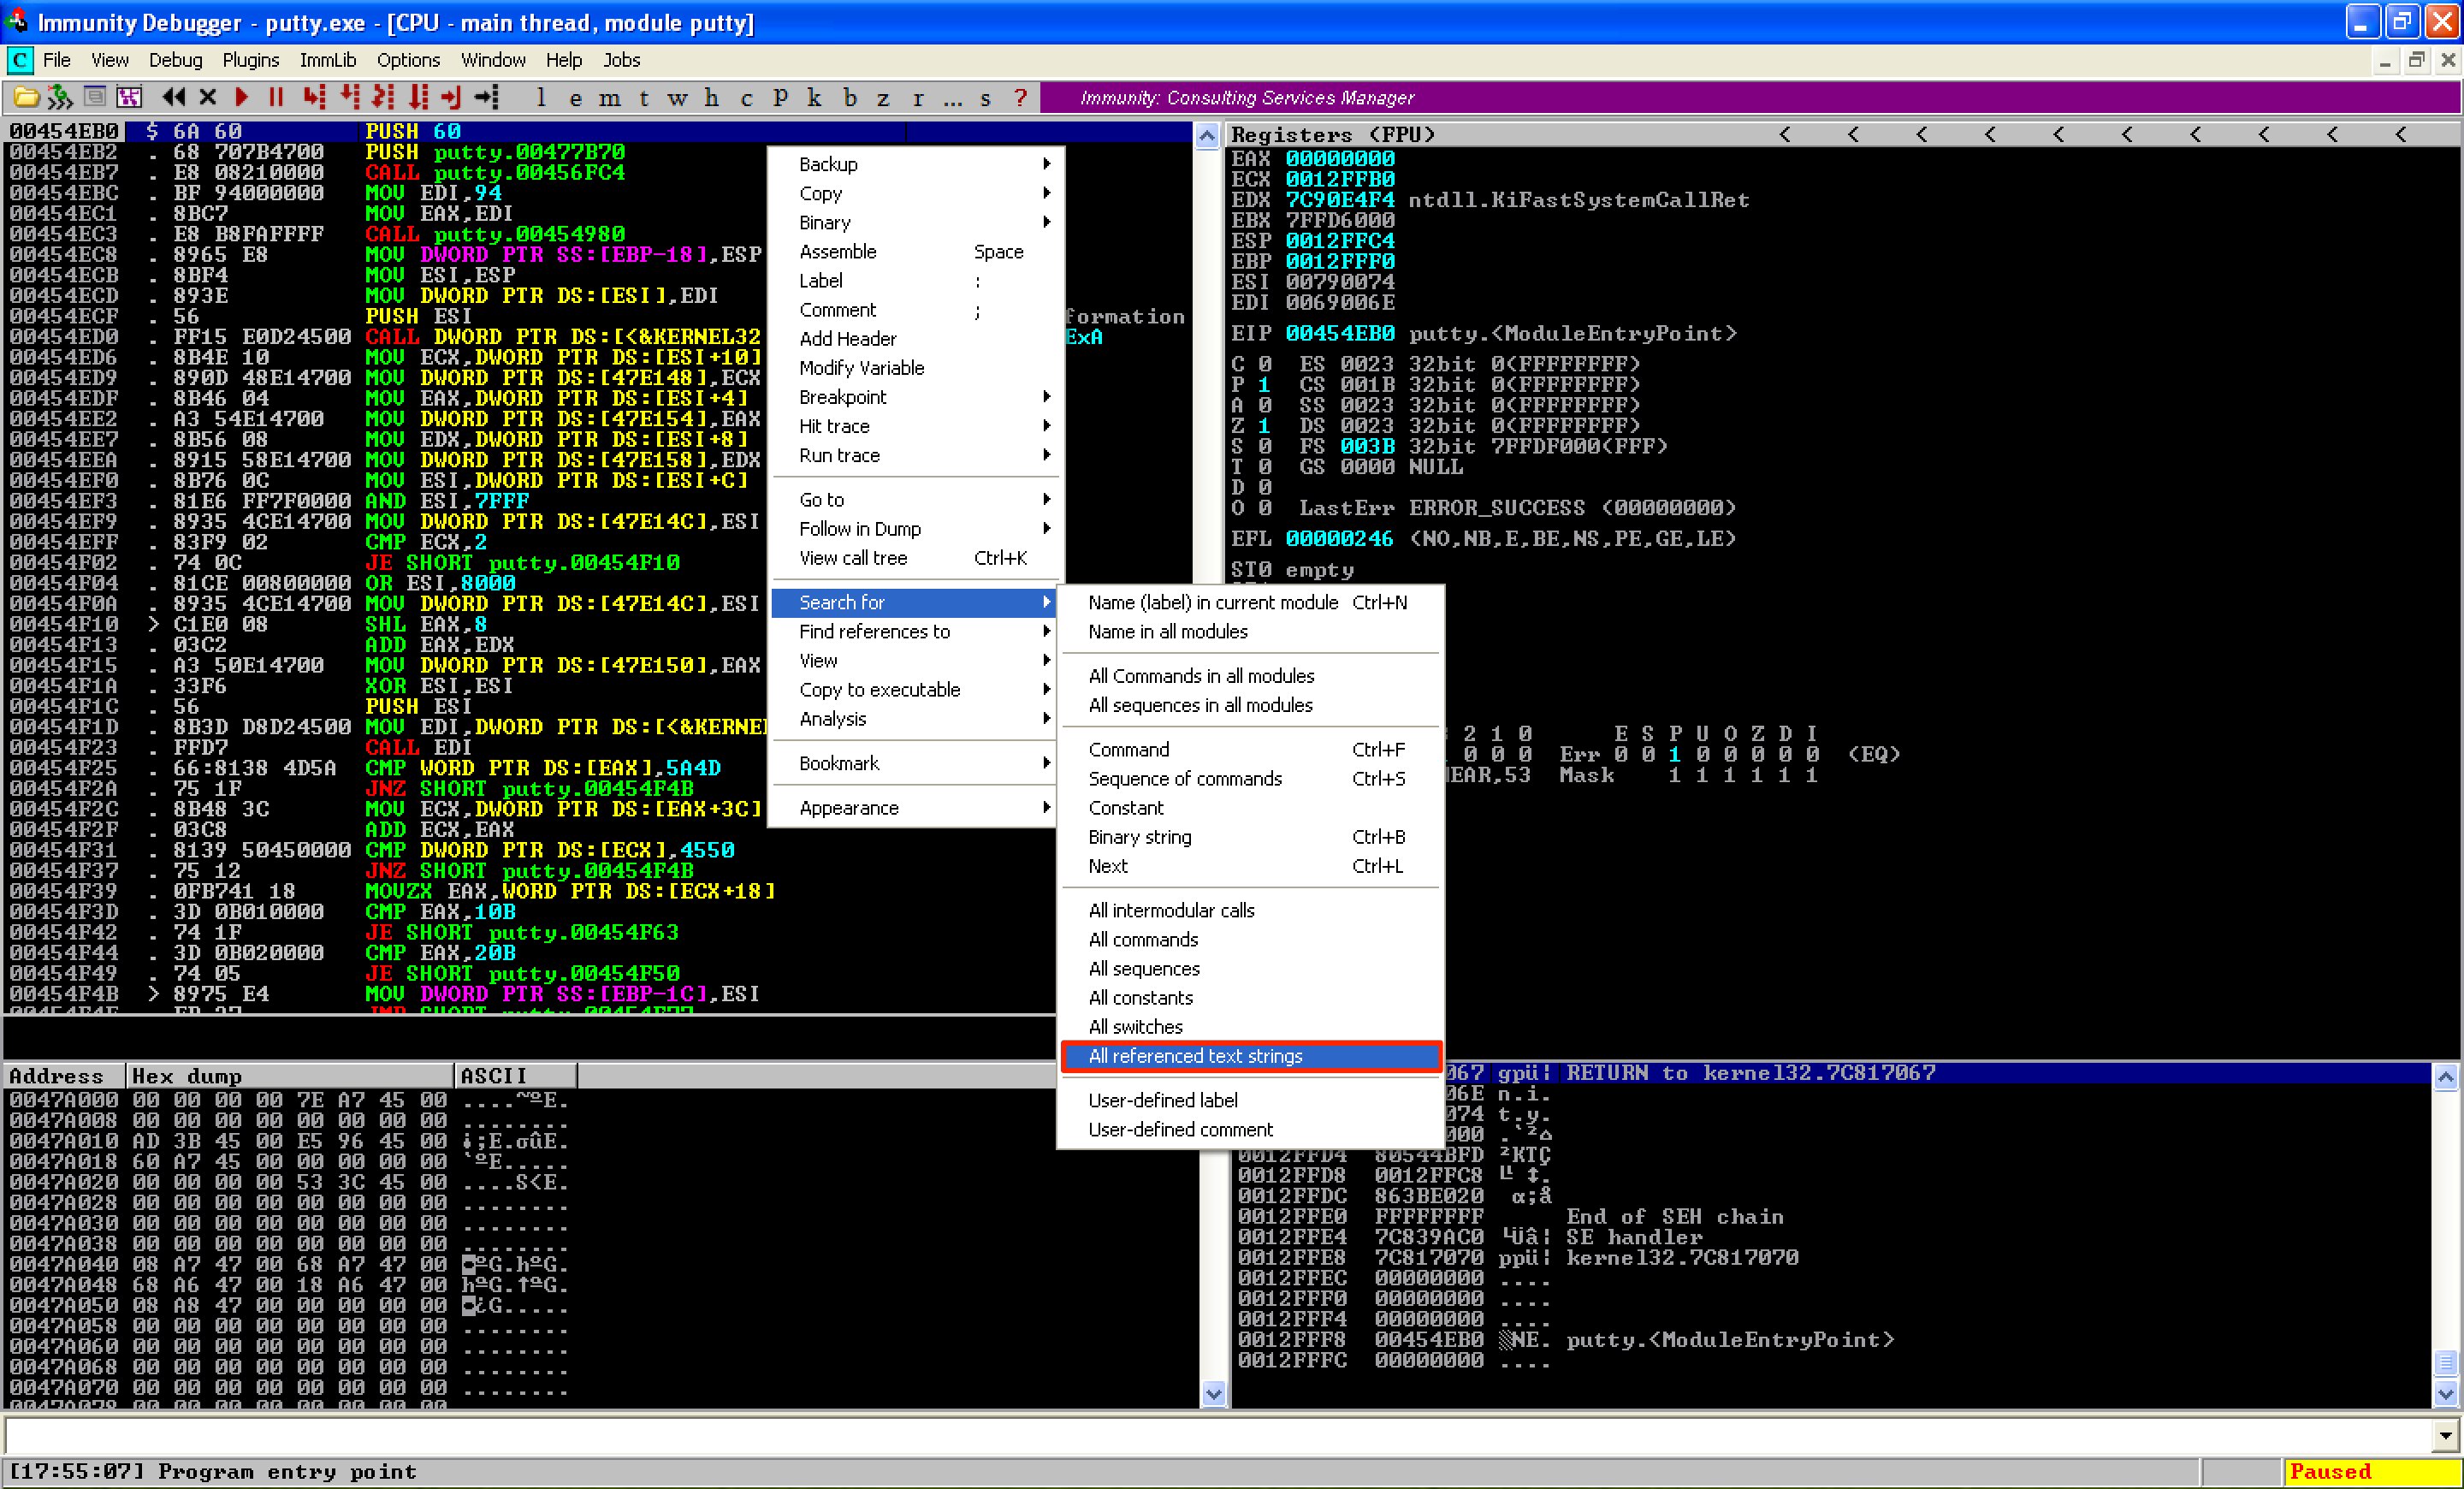 Immunity Debugger - putty.exe - [CPU - main thread, module putty]
C File View Debug Plugins ImmLib Options Window Help Jobs
l e m t w h c P k b z r ... s ? Immunity: Consulting Services Manager
00454EB0 $ 6A 60 PUSH 60
00454EB2 . 68 707B4700 PUSH putty.00477B70
00454EB7 . E8 08210000 CALL putty.00456FC4
00454EBC . BF 94000000 MOV EDI,94
00454EC1 . 8BC7 MOV EAX,EDI
00454EC3 . E8 B8FAFFFF CALL putty.00454980
00454EC8 . 8965 E8 MOV DWORD PTR SS:[EBP-18],ESP
00454ECB . 8BF4 MOV ESI,ESP
00454ECD . 893E MOV DWORD PTR DS:[ESI],EDI
00454ECF . 56 PUSH ESI formation
00454ED0 . FF15 E0D24500 CALL DWORD PTR DS:[<&KERNEL32 ExA
00454ED6 . 8B4E 10 MOV ECX,DWORD PTR DS:[ESI+10]
00454ED9 . 890D 48E14700 MOV DWORD PTR DS:[47E148],ECX
00454EDF . 8B46 04 MOV EAX,DWORD PTR DS:[ESI+4]
00454EE2 . A3 54E14700 MOV DWORD PTR DS:[47E154],EAX
00454EE7 . 8B56 08 MOV EDX,DWORD PTR DS:[ESI+8]
00454EEA . 8915 58E14700 MOV DWORD PTR DS:[47E158],EDX
00454EF0 . 8B76 0C MOV ESI,DWORD PTR DS:[ESI+C]
00454EF3 . 81E6 FF7F0000 AND ESI,7FFF
00454EF9 . 8935 4CE14700 MOV DWORD PTR DS:[47E14C],ESI
00454EFF . 83F9 02 CMP ECX,2
00454F02 . 74 0C JE SHORT putty.00454F10
00454F04 . 81CE 00800000 OR ESI,8000
00454F0A . 8935 4CE14700 MOV DWORD PTR DS:[47E14C],ESI
00454F10 > C1E0 08 SHL EAX,8
00454F13 . 03C2 ADD EAX,EDX
00454F15 . A3 50E14700 MOV DWORD PTR DS:[47E150],EAX
00454F1A . 33F6 XOR ESI,ESI
00454F1C . 56 PUSH ESI
00454F1D . 8B3D D8D24500 MOV EDI,DWORD PTR DS:[<&KERNEL
00454F23 . FFD7 CALL EDI
00454F25 . 66:8138 4D5A CMP WORD PTR DS:[EAX],5A4D
00454F2A . 75 1F JNZ SHORT putty.00454F4B
00454F2C . 8B48 3C MOV ECX,DWORD PTR DS:[EAX+3C]
00454F2F . 03C8 ADD ECX,EAX
00454F31 . 8139 50450000 CMP DWORD PTR DS:[ECX],4550
00454F37 . 75 12 JNZ SHORT putty.00454F4B
00454F39 . 0FB741 18 MOVZX EAX,WORD PTR DS:[ECX+18]
00454F3D . 3D 0B010000 CMP EAX,10B
00454F42 . 74 1F JE SHORT putty.00454F63
00454F44 . 3D 0B020000 CMP EAX,20B
00454F49 . 74 05 JE SHORT putty.00454F50
00454F4B > 8975 E4 MOV DWORD PTR SS:[EBP-1C],ESI
Backup
Copy
Binary
Assemble Space
Label :
Comment ;
Add Header
Modify Variable
Breakpoint
Hit trace
Run trace
Go to
Follow in Dump
View call tree Ctrl+K
Search for
Find references to
View
Copy to executable
Analysis
Bookmark
Appearance
Name (label) in current module Ctrl+N
Name in all modules
All Commands in all modules
All sequences in all modules
Command Ctrl+F
Sequence of commands Ctrl+S
Constant
Binary string Ctrl+B
Next Ctrl+L
All intermodular calls
All commands
All sequences
All constants
All switches
All referenced text strings
User-defined label
User-defined comment
Registers (FPU) < < < < < < < < < <
EAX 00000000
ECX 0012FFB0
EDX 7C90E4F4 ntdll.KiFastSystemCallRet
EBX 7FFD6000
ESP 0012FFC4
EBP 0012FFF0
ESI 00790074
EDI 0069006E
EIP 00454EB0 putty.<ModuleEntryPoint>
C 0 ES 0023 32bit 0(FFFFFFFF)
P 1 CS 001B 32bit 0(FFFFFFFF)
A 0 SS 0023 32bit 0(FFFFFFFF)
Z 1 DS 0023 32bit 0(FFFFFFFF)
S 0 FS 003B 32bit 7FFDF000(FFF)
T 0 GS 0000 NULL
D 0
O 0 LastErr ERROR_SUCCESS (00000000)
EFL 00000246 (NO,NB,E,BE,NS,PE,GE,LE)
ST0 empty
2 1 0 E S P U O Z D I
0 0 0 Err 0 0 1 0 0 0 0 0 (EQ)
EAR,53 Mask 1 1 1 1 1 1
Address Hex dump ASCII
0047A000 00 00 00 00 7E A7 45 00 ....~ºE.
0047A008 00 00 00 00 00 00 00 00 ........
0047A010 AD 3B 45 00 E5 96 45 00 ¡;E.σûE.
0047A018 60 A7 45 00 00 00 00 00 `ºE.....
0047A020 00 00 00 00 53 3C 45 00 ....S<E.
0047A028 00 00 00 00 00 00 00 00 ........
0047A030 00 00 00 00 00 00 00 00 ........
0047A038 00 00 00 00 00 00 00 00 ........
0047A040 08 A7 47 00 68 A7 47 00 ◘ºG.hºG.
0047A048 68 A6 47 00 18 A6 47 00 hªG.↑ªG.
0047A050 08 A8 47 00 00 00 00 00 ◘¿G.....
0047A058 00 00 00 00 00 00 00 00 ........
0047A060 00 00 00 00 00 00 00 00 ........
0047A068 00 00 00 00 00 00 00 00 ........
0047A070 00 00 00 00 00 00 00 00 ........
067 gpü¦ RETURN to kernel32.7C817067
06E n.i.
074 t.y.
000
0012FFD4 80544BFD ²KTÇ
0012FFD8 0012FFC8 ╚ ↕.
0012FFDC 863BE020 α;å
0012FFE0 FFFFFFFF End of SEH chain
0012FFE4 7C839AC0 └Üâ¦ SE handler
0012FFE8 7C817070 ppü¦ kernel32.7C817070
0012FFEC 00000000 ....
0012FFF0 00000000 ....
0012FFF4 00000000 ....
0012FFF8 00454EB0 ░NE. putty.<ModuleEntryPoint>
0012FFFC 00000000 ....
[17:55:07] Program entry point
Paused